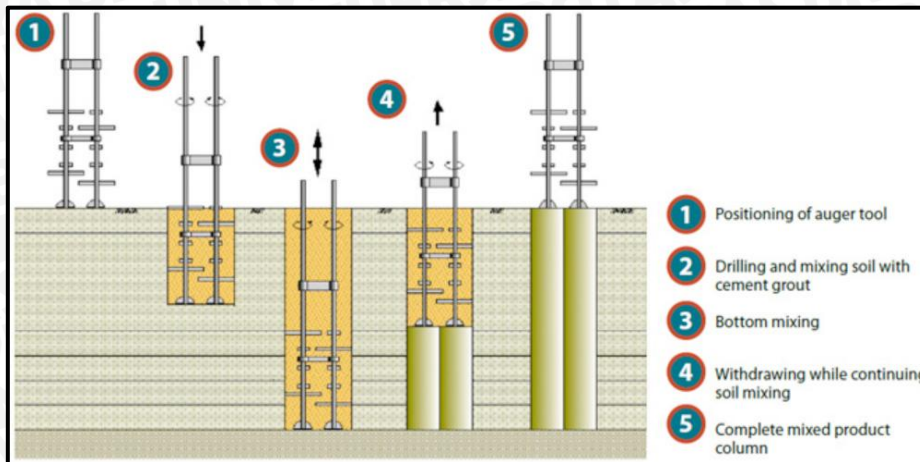 1
2
3
4
5
1 Positioning of auger tool
2 Drilling and mixing soil with
cement grout
3 Bottom mixing
4 Withdrawing while continuing
soil mixing
5 Complete mixed product
column